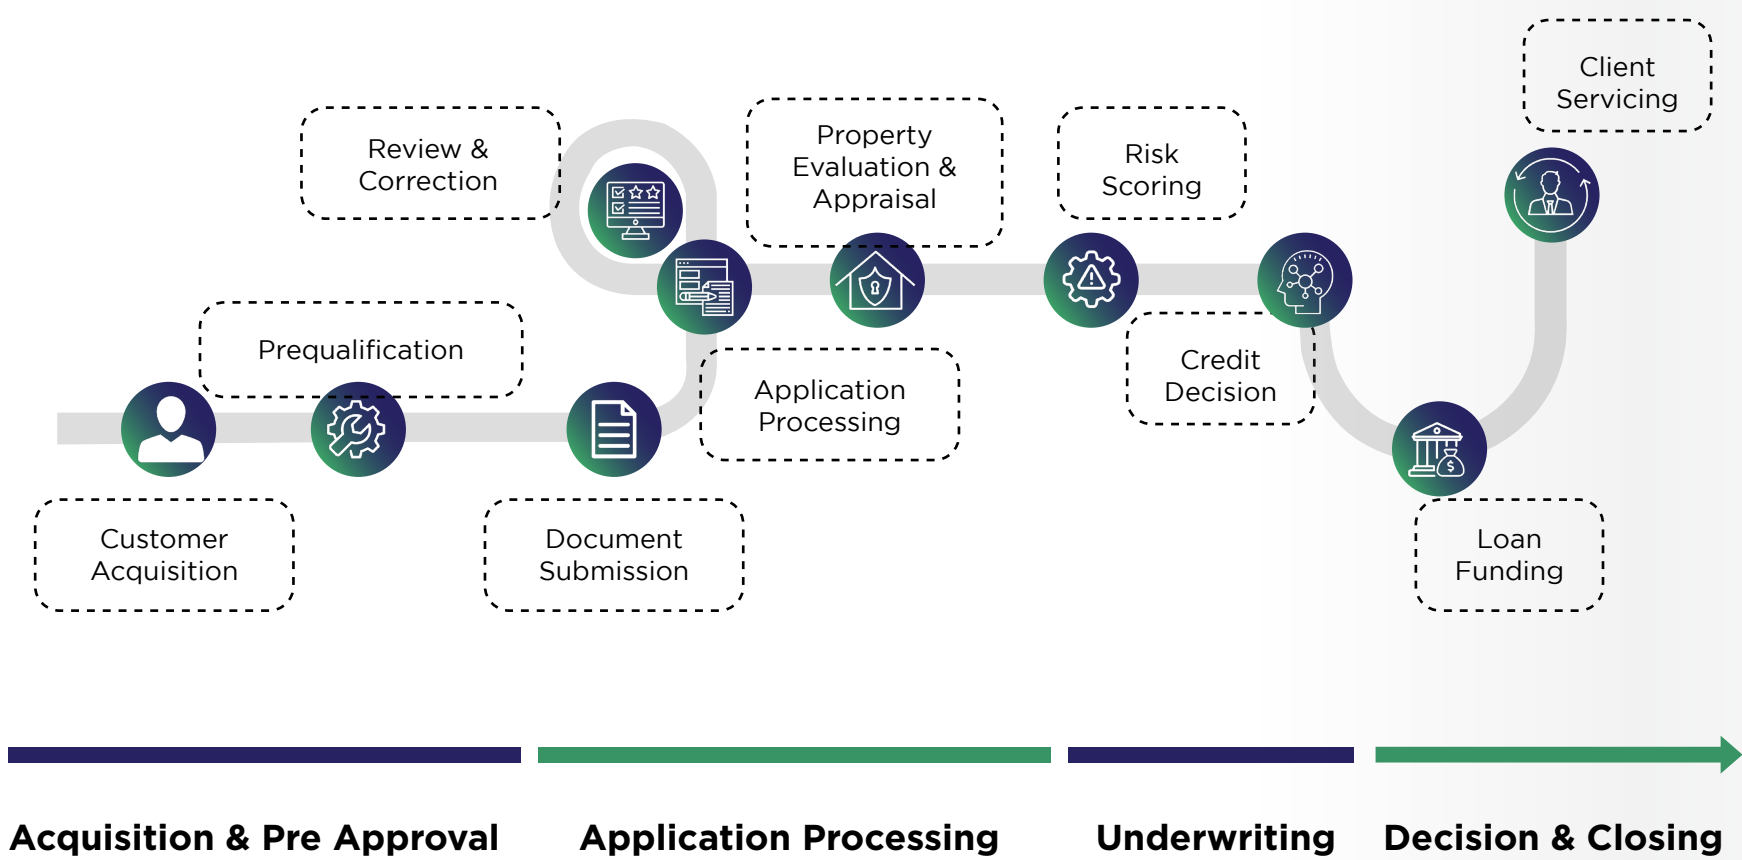 Client
Servicing
Review &
Correction
Property
Evaluation &
Appraisal
Risk
Scoring
Prequalification
Application
Processing
Credit
Decision
Customer
Acquisition
Document
Submission
Loan
Funding
$
Acquisition & Pre Approval
Application Processing
Underwriting
Decision & Closing